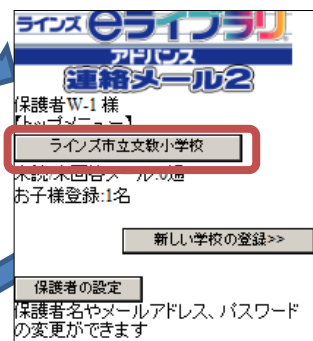 ラインズeライブラリ
アドバンス
連絡メール2
保護者W-1 様
【トップメニュー】
ラインズ市立文教小学校
未読/未回答メール:0通
お子様登録:1名
新しい学校の登録>>
保護者の設定
保護者名やメールアドレス、パスワード
の変更ができます